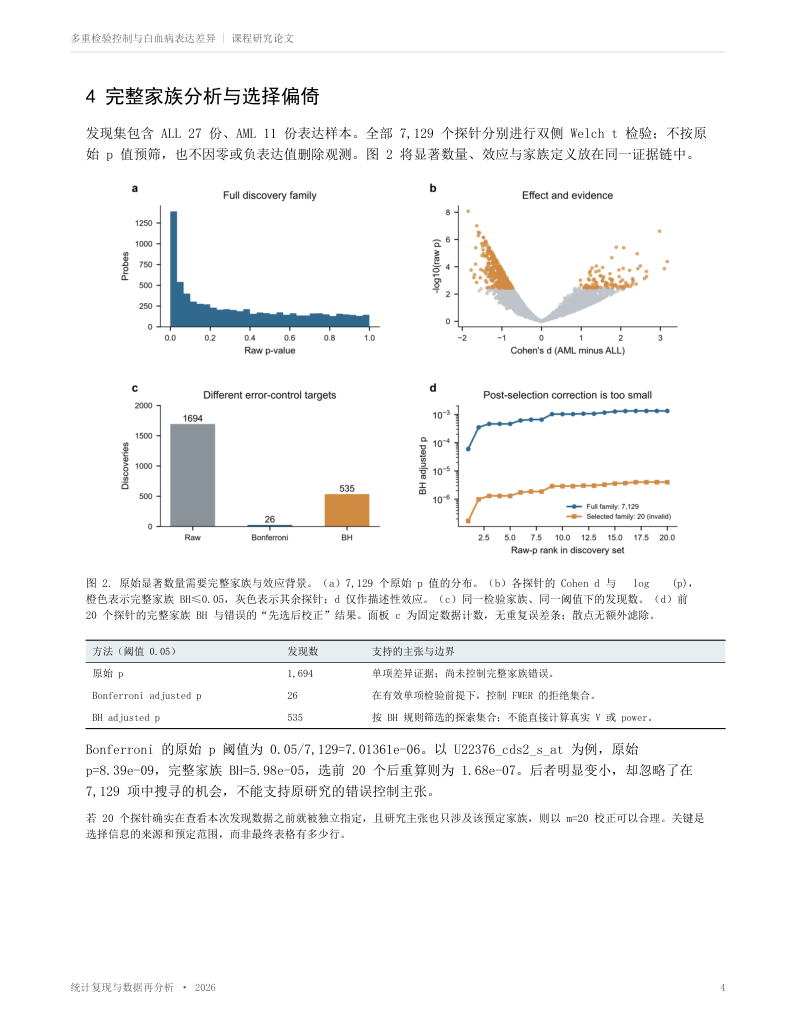 多重检验控制与白血病表达差异 | 课程研究论文
4 完整家族分析与选择偏倚
发现集包含 ALL 27 份、AML 11 份表达样本。全部 7,129 个探针分别进行双侧 Welch t 检验；不按原
始 p 值预筛，也不因零或负表达值删除观测。图 2 将显著数量、效应与家族定义放在同一证据链中。
a
Full discovery family
Probes
1250
1000
750
500
250
0
0.0 0.2 0.4 0.6 0.8 1.0
Raw p-value
b
Effect and evidence
-log10(raw p)
8
6
4
2
0
−2 −1 0 1 2 3
Cohen's d (AML minus ALL)
c
Different error-control targets
Discoveries
2000
1500
1000
500
0
1694
26
535
Raw Bonferroni BH
d
Post-selection correction is too small
BH adjusted p
10⁻³
10⁻⁴
10⁻⁵
10⁻⁶
Full family: 7,129
Selected family: 20 (invalid)
2.5 5.0 7.5 10.0 12.5 15.0 17.5 20.0
Raw-p rank in discovery set
图 2. 原始显著数量需要完整家族与效应背景。（a）7,129 个原始 p 值的分布。（b）各探针的 Cohen d 与 log (p)，
橙色表示完整家族 BH≤0.05，灰色表示其余探针；d 仅作描述性效应。（c）同一检验家族、同一阈值下的发现数。（d）前
20 个探针的完整家族 BH 与错误的“先选后校正”结果。面板 c 为固定数据计数，无重复误差条；散点无额外滤除。
方法（阈值 0.05） 发现数 支持的主张与边界
原始 p 1,694 单项差异证据；尚未控制完整家族错误。
Bonferroni adjusted p 26 在有效单项检验前提下，控制 FWER 的拒绝集合。
BH adjusted p 535 按 BH 规则筛选的探索集合；不能直接计算真实 V 或 power。
Bonferroni 的原始 p 阈值为 0.05/7,129=7.01361e-06。以 U22376_cds2_s_at 为例，原始
p=8.39e-09，完整家族 BH=5.98e-05，选前 20 个后重算则为 1.68e-07。后者明显变小，却忽略了在
7,129 项中搜寻的机会，不能支持原研究的错误控制主张。
若 20 个探针确实在查看本次发现数据之前就被独立指定，且研究主张也只涉及该预定家族，则以 m=20 校正可以合理。关键是
选择信息的来源和预定范围，而非最终表格有多少行。
统计复现与数据再分析 • 2026
4